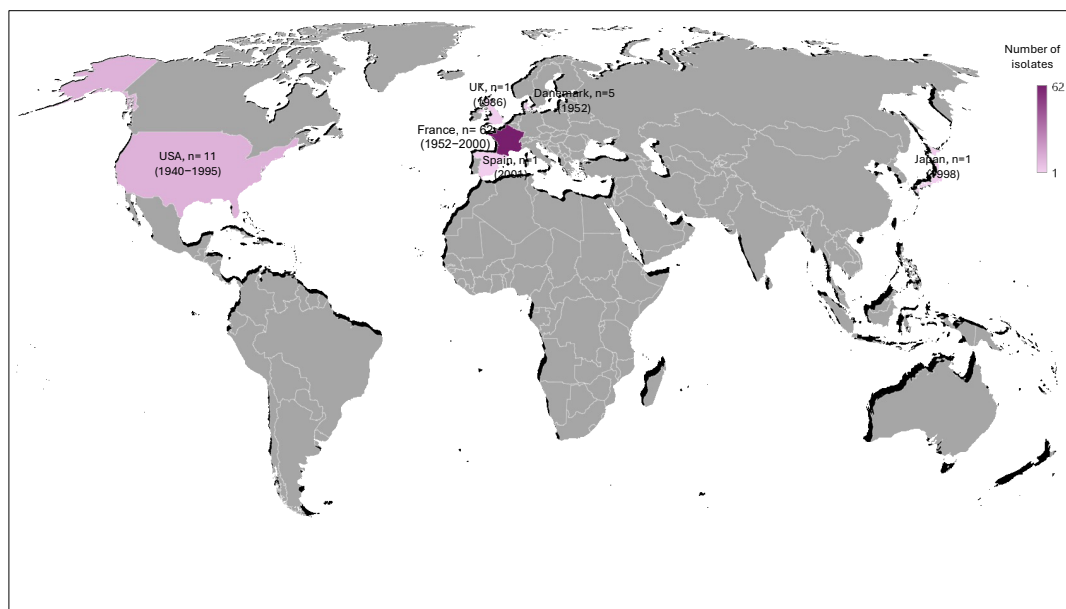 Number of
isolates
62
1
UK, n=1
(1986)
Danemark, n=5
(1952)
France, n= 62
(1952–2000)
Spain, n=1
(2001)
USA, n= 11
(1940–1995)
Japan, n=1
(1998)